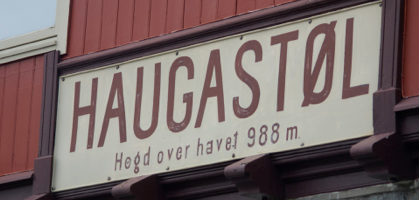 HAUGASTØL
Høgd over havet 988 m.